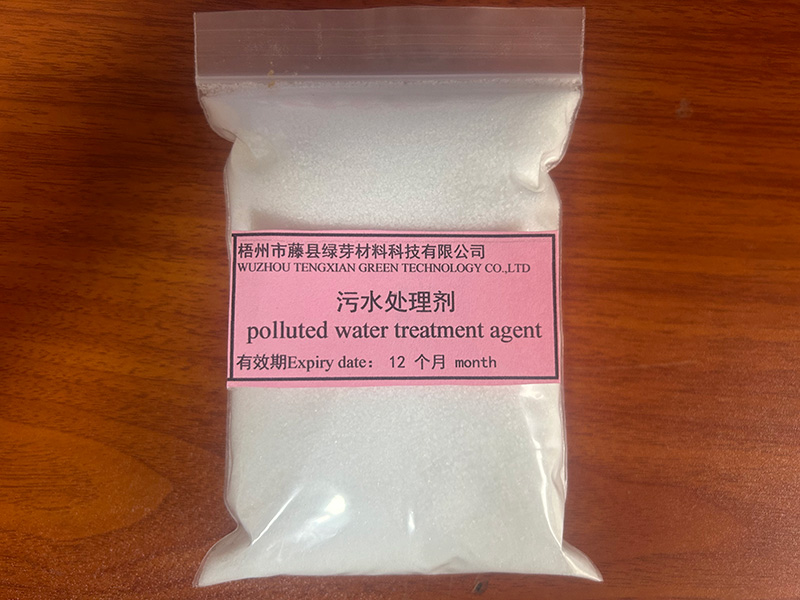 梧州市藤县绿芽材料科技有限公司
WUZHOU TENGXIAN GREEN TECHNOLOGY CO.,LTD
污水处理剂
polluted water treatment agent
有效期Expiry date： 12 个月 month